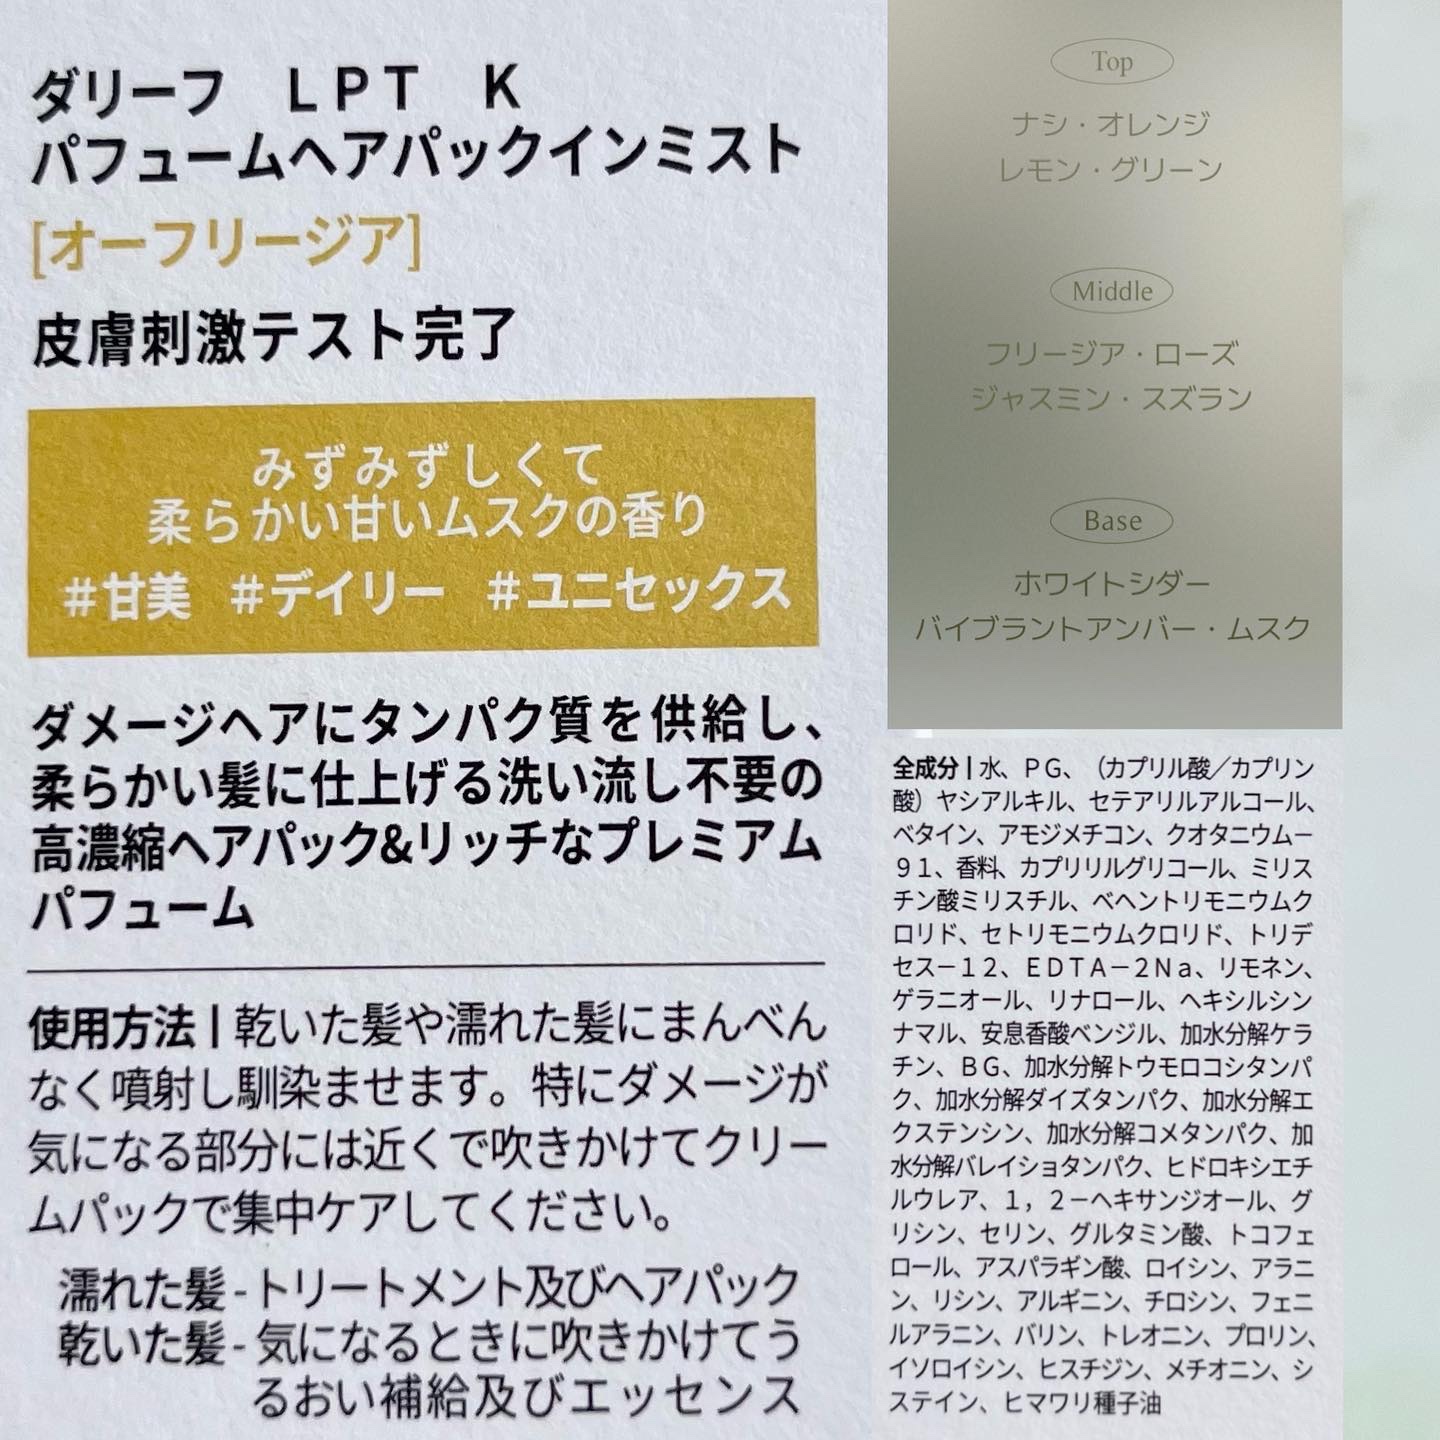 ダリーフ LPT K
パフュームヘアパックインミスト
[オーフリージア]
皮膚刺激テスト完了
みずみずしくて
柔らかい甘いムスクの香り
#甘美 #デイリー #ユニセックス
ダメージヘアにタンパク質を供給し、
柔らかい髪に仕上げる洗い流し不要の
高濃縮ヘアパック&リッチなプレミアム
パフューム
使用方法|乾いた髪や濡れた髪にまんべん
なく噴射し馴染ませます。特にダメージが
気になる部分には近くで吹きかけてクリー
ムパックで集中ケアしてください。
濡れた髪-トリートメント及びヘアパック
乾いた髪-気になるときに吹きかけてう
るおい補給及びエッセンス
Top
ナシ・オレンジ
レモン・グリーン
Middle
フリージア・ローズ
ジャスミン・スズラン
Base
ホワイトシダー
バイブラントアンバー・ムスク
全成分|水、PG、(カプリル酸/カプリン
酸)ヤシアルキル、セテアリルアルコール、
ベタイン、アモジメチコン、クオタニウム-
91、香料、カプリリルグリコール、ミリス
チン酸ミリスチル、ベヘントリモニウムク
ロリド、セトリモニウムクロリド、トリデ
セス-12、EDTA-2Na、リモネン、
ゲラニオール、リナロール、ヘキシルシン
ナマル、安息香酸ベンジル、加水分解ケラ
チン、BG、加水分解トウモロコシタンパ
ク、加水分解ダイズタンパク、加水分解エ
クステンシン、加水分解コメタンパク、加
水分解バレイショタンパク、ヒドロキシエチ
ルウレア、1,2-ヘキサンジオール、グ
リシン、セリン、グルタミン酸、トコフェ
ロール、アスパラギン酸、ロイシン、アラニ
ン、リシン、アルギニン、チロシン、フェニ
ルアラニン、バリン、トレオニン、プロリン、
イソロイシン、ヒスチジン、メチオニン、シ
ステイン、ヒマワリ種子油